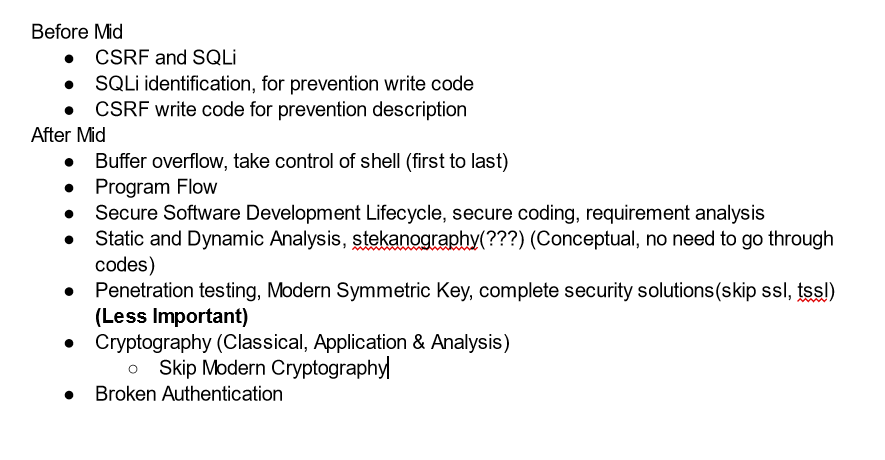 Before Mid
● CSRF and SQLi
● SQLi identification, for prevention write code
● CSRF write code for prevention description
After Mid
● Buffer overflow, take control of shell (first to last)
● Program Flow
● Secure Software Development Lifecycle, secure coding, requirement analysis
● Static and Dynamic Analysis, stekanography(???) (Conceptual, no need to go through
codes)
● Penetration testing, Modern Symmetric Key, complete security solutions(skip ssl, tssl)
(Less Important)
● Cryptography (Classical, Application & Analysis)
○ Skip Modern Cryptography
● Broken Authentication